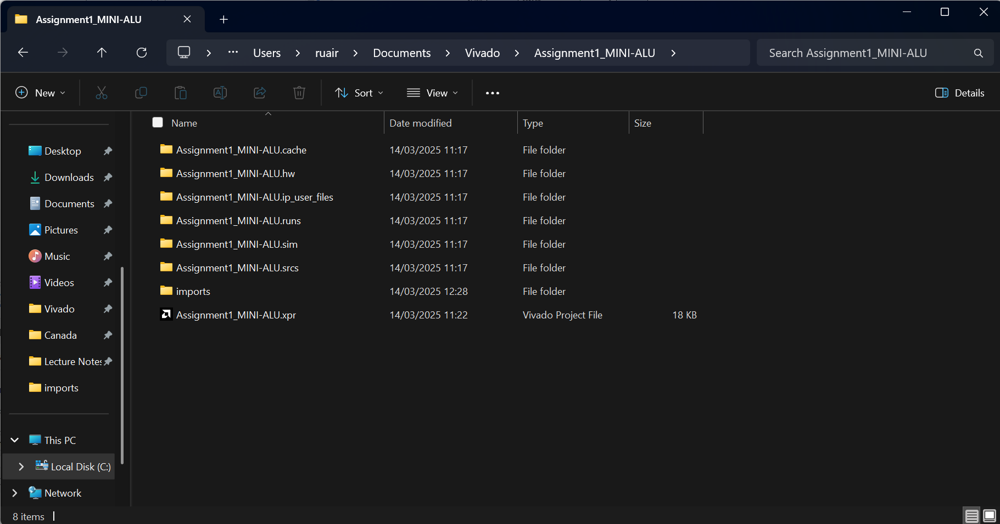 Assignment1_MINI-ALU
Users > ruair > Documents > Vivado > Assignment1_MINI-ALU >
Search Assignment1_MINI-ALU
New
Sort
View
Details
Name Date modified Type Size
Desktop
Downloads
Documents
Pictures
Music
Videos
Vivado
Canada
Lecture Notes
imports
This PC
Local Disk (C:)
Network
Assignment1_MINI-ALU.cache 14/03/2025 11:17 File folder
Assignment1_MINI-ALU.hw 14/03/2025 11:17 File folder
Assignment1_MINI-ALU.ip_user_files 14/03/2025 11:17 File folder
Assignment1_MINI-ALU.runs 14/03/2025 11:17 File folder
Assignment1_MINI-ALU.sim 14/03/2025 11:17 File folder
Assignment1_MINI-ALU.srcs 14/03/2025 11:17 File folder
imports 14/03/2025 12:28 File folder
Assignment1_MINI-ALU.xpr 14/03/2025 11:22 Vivado Project File 18 KB
8 items